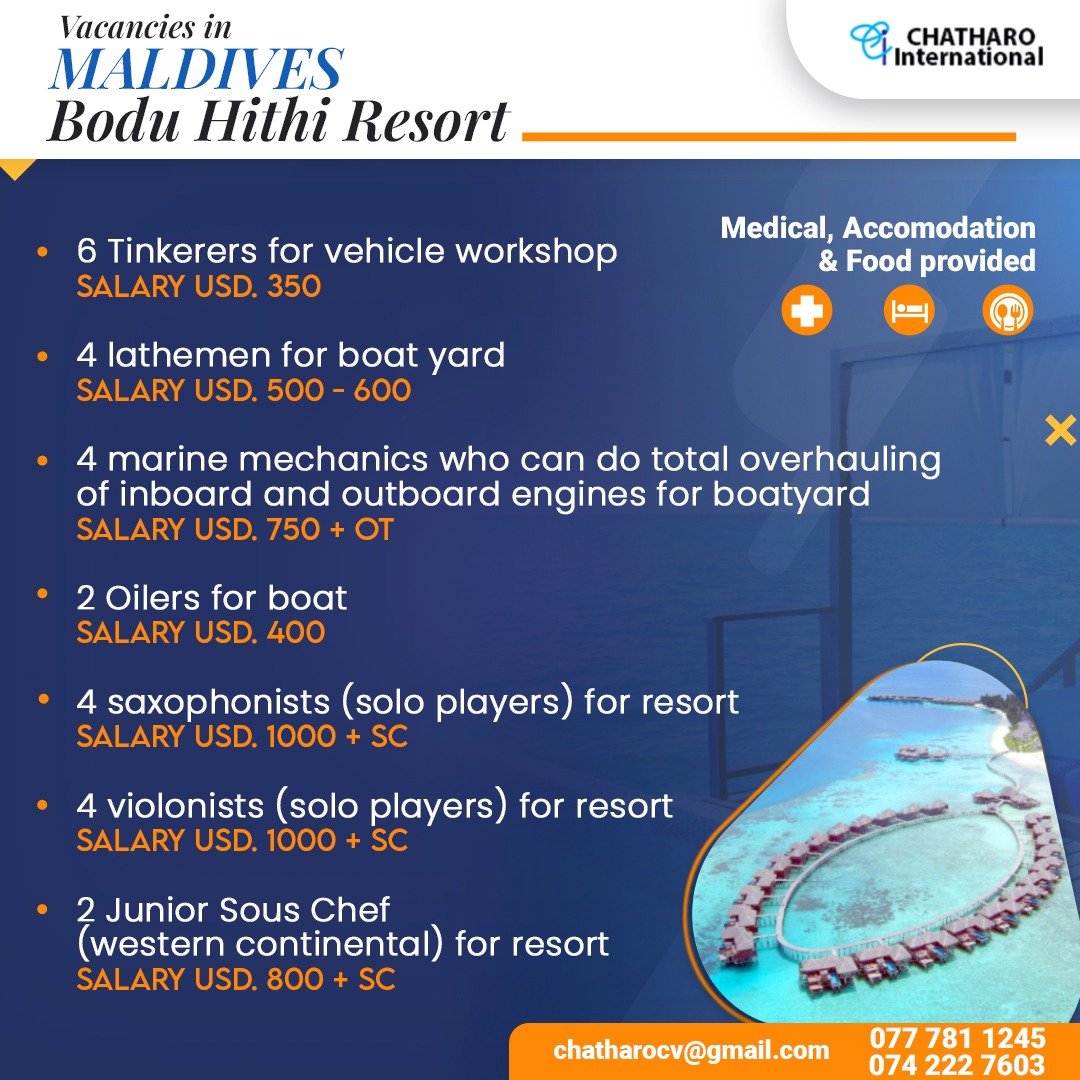 Vacancies in
MALDIVES
Bodu Hithi Resort
CHATHARO
International
Medical, Accomodation
& Food provided
6 Tinkerers for vehicle workshop
SALARY USD. 350
4 lathemen for boat yard
SALARY USD. 500 - 600
4 marine mechanics who can do total overhauling
of inboard and outboard engines for boatyard
SALARY USD. 750 + OT
2 Oilers for boat
SALARY USD. 400
4 saxophonists (solo players) for resort
SALARY USD. 1000 + SC
4 violonists (solo players) for resort
SALARY USD. 1000 + SC
2 Junior Sous Chef
(western continental) for resort
SALARY USD. 800 + SC
chatharocv@gmail.com
077 781 1245
074 222 7603